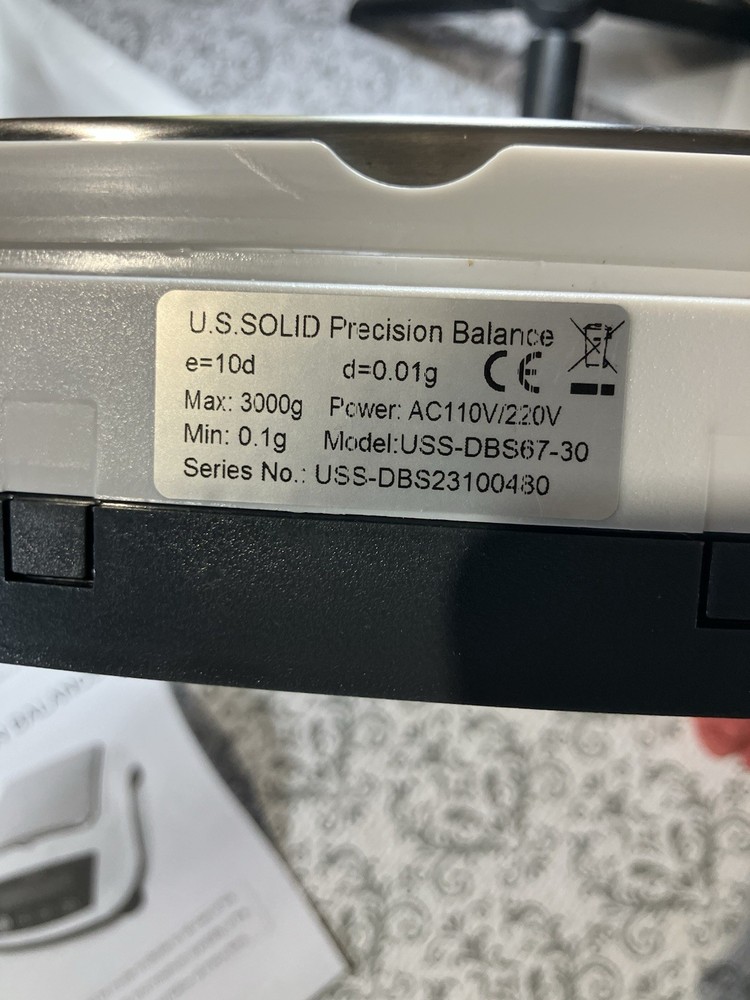 U.S.SOLID Precision Balance
e=10d d=0.01g CE
Max: 3000g Power: AC110V/220V
Min: 0.1g Model:USS-DBS67-30
Series No.: USS-DBS23100480